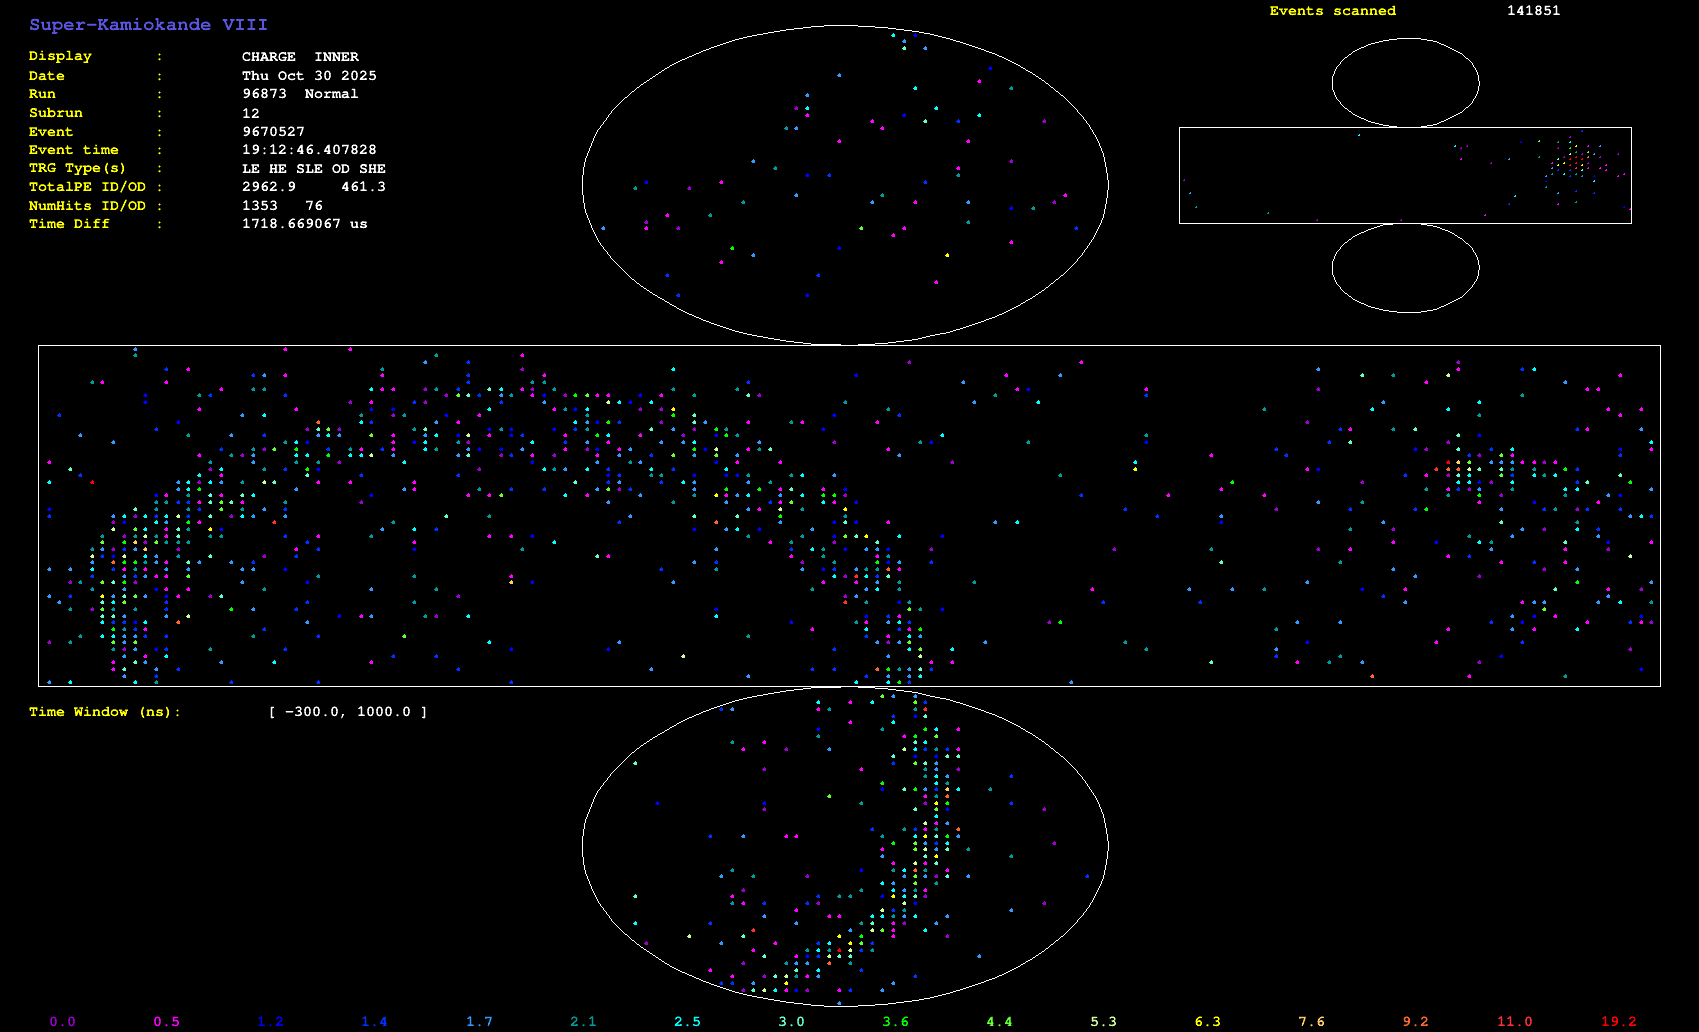 Super-Kamiokande VIII
Events scanned 141851
Display : CHARGE INNER
Date : Thu Oct 30 2025
Run : 96873 Normal
Subrun : 12
Event : 9670527
Event time : 19:12:46.407828
TRG Type(s) : LE HE SLE OD SHE
TotalPE ID/OD : 2962.9 461.3
NumHits ID/OD : 1353 76
Time Diff : 1718.669067 us
Time Window (ns): [ -300.0, 1000.0 ]
0.0 0.5 1.2 1.4 1.7 2.1 2.5 3.0 3.6 4.4 5.3 6.3 7.6 9.2 11.0 19.2